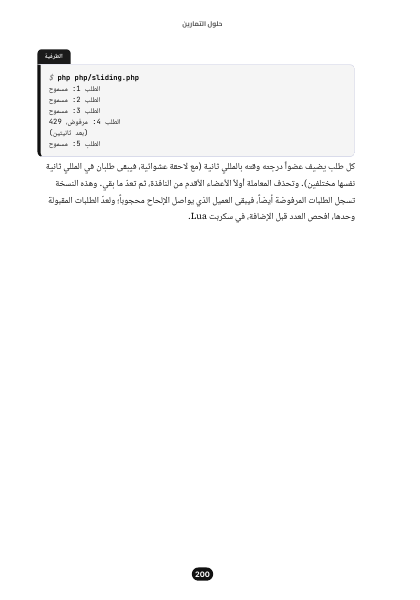 حلول التمارين
الطرفية
$ php php/sliding.php
الطلب 1: مسموح
الطلب 2: مسموح
الطلب 3: مسموح
الطلب 4: مرفوض، 429
(بعد ثانيتين)
الطلب 5: مسموح
كل طلب يضيف عضواً درجته وقته بالمللي ثانية (مع لاحقة عشوائية، فيبقى طلبان في المللي ثانية
نفسها مختلفين). وتحذف المعاملة أولاً الأعضاء الأقدم من النافذة، ثم تعدّ ما بقي. وهذه النسخة
تسجل الطلبات المرفوضة أيضاً، فيبقى العميل الذي يواصل الإلحاح محجوباً؛ ولعدّ الطلبات المقبولة
وحدها، افحص العدد قبل الإضافة، في سكربت Lua.
200